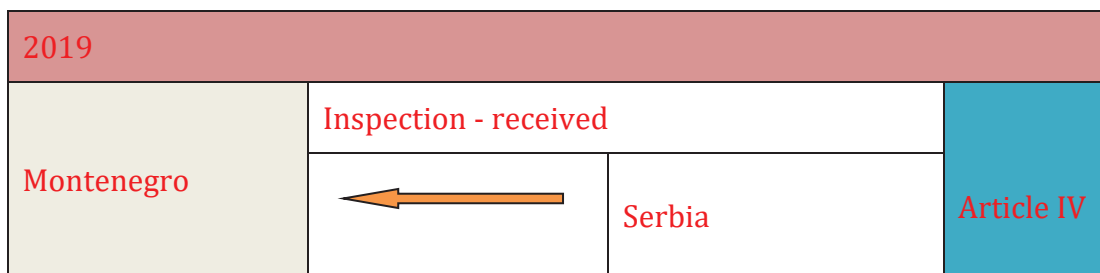 2019
Inspection - received
Montenegro
Serbia
Article IV